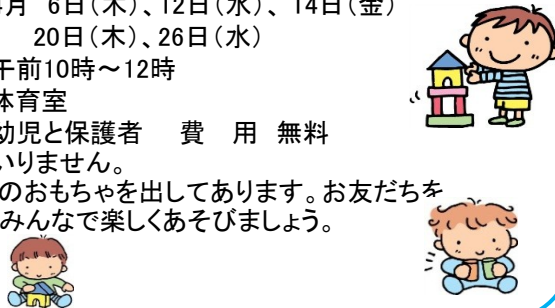 月 6日(木)、12日(水)、 14日(金)
20日(木)、26日(水)
午前10時~12時
体育室
幼児と保護者 費 用 無料
いりません。
のおもちゃを出してあります。お友だちを
みんなで楽しくあそびましょう。